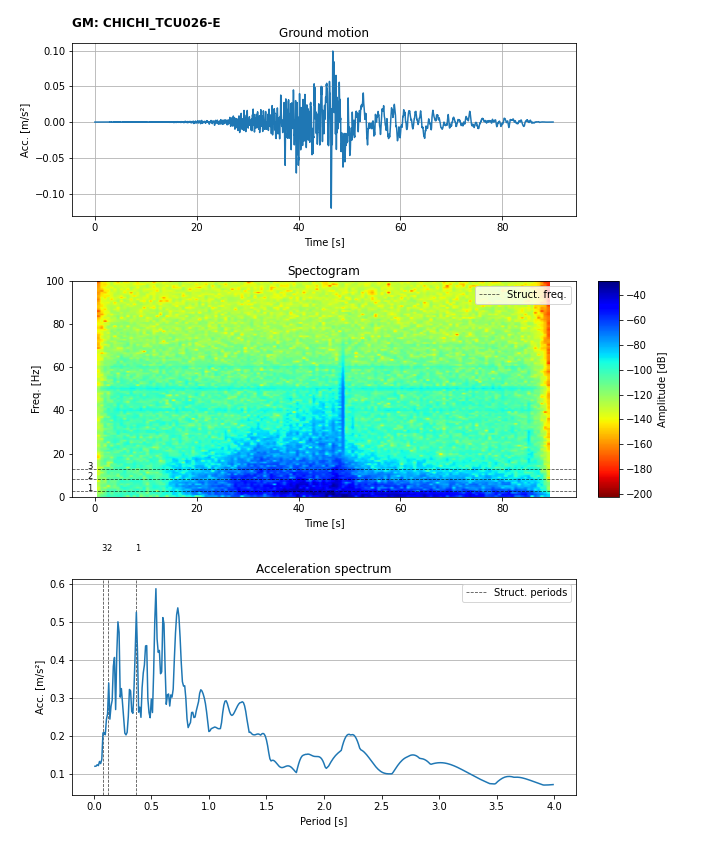 GM: CHICHI_TCU026-E
Ground motion
0.10
0.05
0.00
−0.05
−0.10
Acc. [m/s²]
0 20 40 60 80
Time [s]
Spectogram
100
80
60
40
20
0
Freq. [Hz]
Struct. freq.
3
2
1
0 20 40 60 80
Time [s]
−40
−60
−80
−100
−120
−140
−160
−180
−200
Amplitude [dB]
32 1
Acceleration spectrum
0.6
0.5
0.4
0.3
0.2
0.1
Acc. [m/s²]
Struct. periods
0.0 0.5 1.0 1.5 2.0 2.5 3.0 3.5 4.0
Period [s]